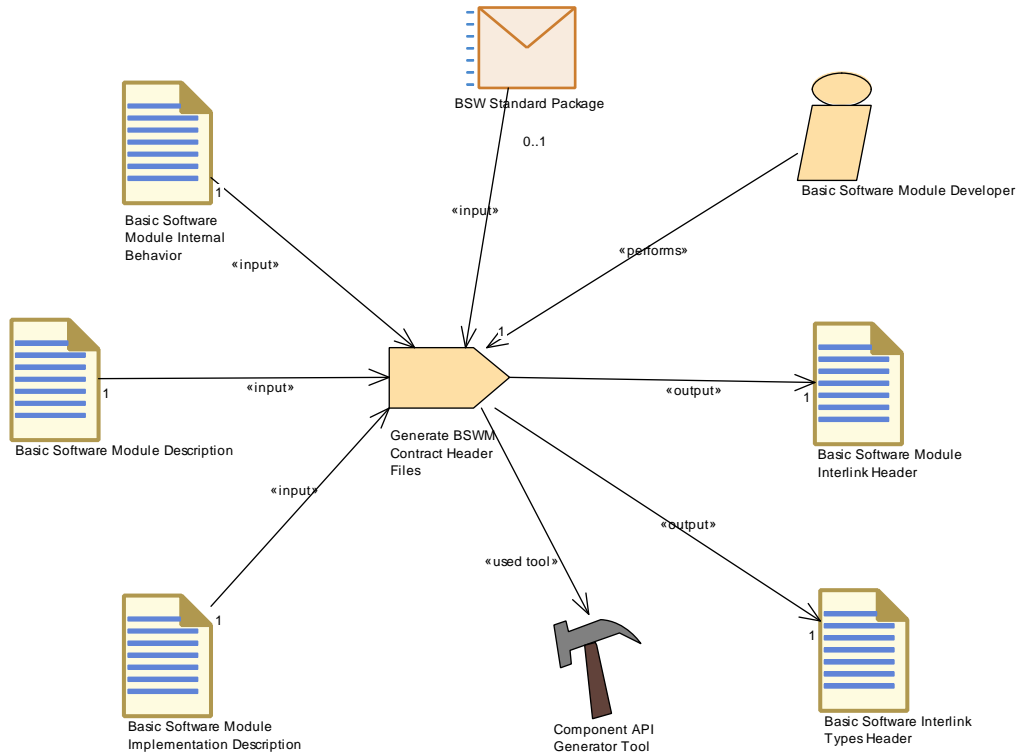 BSW Standard Package
0..1
Basic Software Module Developer
1
Basic Software
Module Internal
Behavior
«input»
«input»
«performs»
1
Basic Software Module Description
1
«input»
Generate BSWM
Contract Header
Files
«output»
1
Basic Software Module
Interlink Header
«input»
«output»
«used tool»
1
Basic Software Module
Implementation Description
Component API
Generator Tool
1
Basic Software Interlink
Types Header